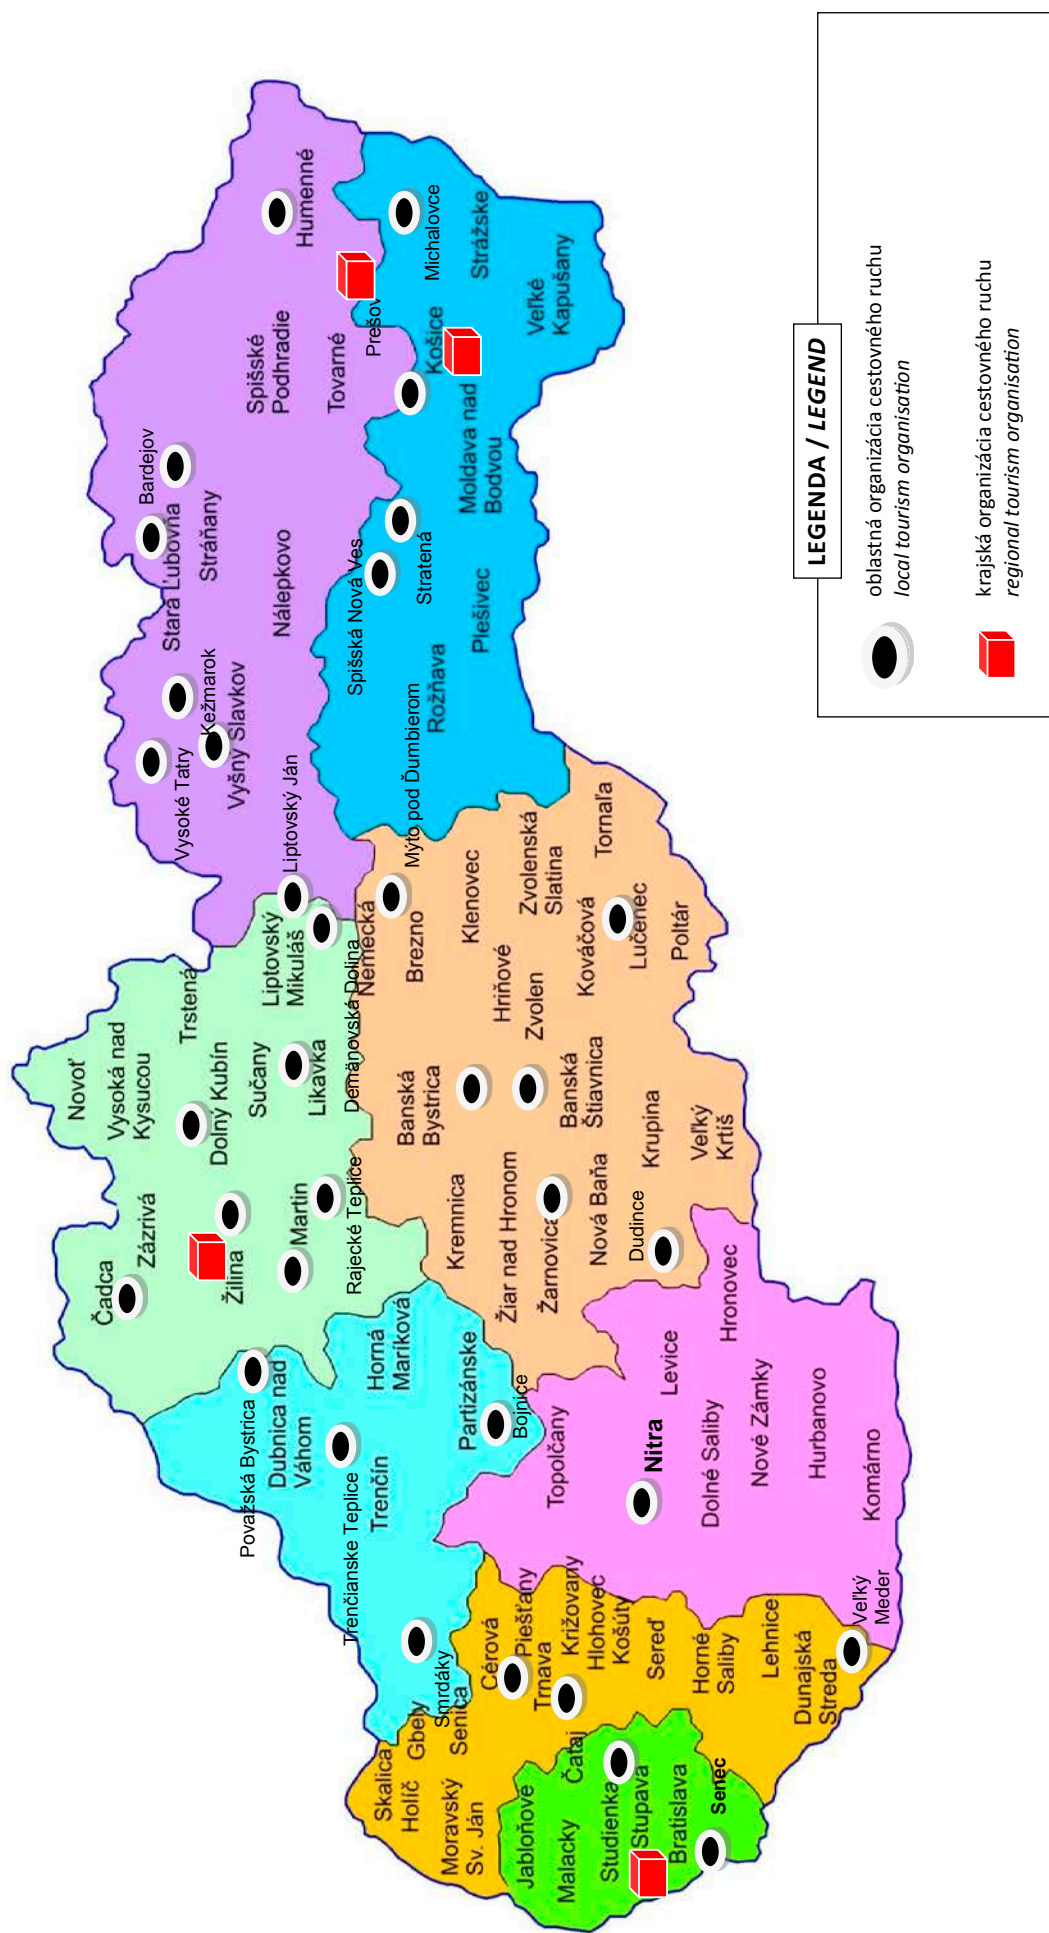 Novoť
Vysoká nad
Kysucou
Trstená
Čadca
Zázrivá
Dolný Kubín
Sučany
Liptovský
Mikuláš
Žilina
Martin
Likavka
Rajecké Teplice
Demänovská Dolina
Liptovský Ján
Vysoké Tatry
Kežmarok
Vyšný Slavkov
Stará Ľubovňa
Bardejov
Stráňany
Nálepkovo
Spišské
Podhradie
Tovarné
Prešov
Humenné
Michalovce
Strážske
Košice
Veľké
Kapušany
Moldava nad
Bodvou
Spišská Nová Ves
Stratená
Plešivec
Rožňava
Mýto pod Ďumbierom
Nemecká
Brezno
Klenovec
Zvolenská
Slatina
Tornaľa
Kováčová
Lučenec
Poltár
Hriňové
Zvolen
Banská
Bystrica
Banská
Štiavnica
Kremnica
Žiar nad Hronom
Žarnovica
Nová Baňa
Krupina
Veľký
Krtíš
Dudince
Považská Bystrica
Dubnica nad
Váhom
Horná
Maríková
Trenčianske Teplice
Trenčín
Partizánske
Bojnice
Topolčany
Nitra
Levice
Hronovec
Dolné Saliby
Nové Zámky
Hurbanovo
Komárno
Skalica
Holíč
Gbely
Smrdáky
Senica
Moravský
Sv. Ján
Cérová
Piešťany
Trnava
Križovany
Hlohovec
Košúty
Sereď
Horné
Saliby
Lehnice
Dunajská
Streda
Veľký
Meder
Jabloňové
Malacky
Čataj
Studienka
Stupava
Bratislava
Senec
LEGENDA / LEGEND
oblastná organizácia cestovného ruchu
local tourism organisation
krajská organizácia cestovného ruchu
regional tourism organisation